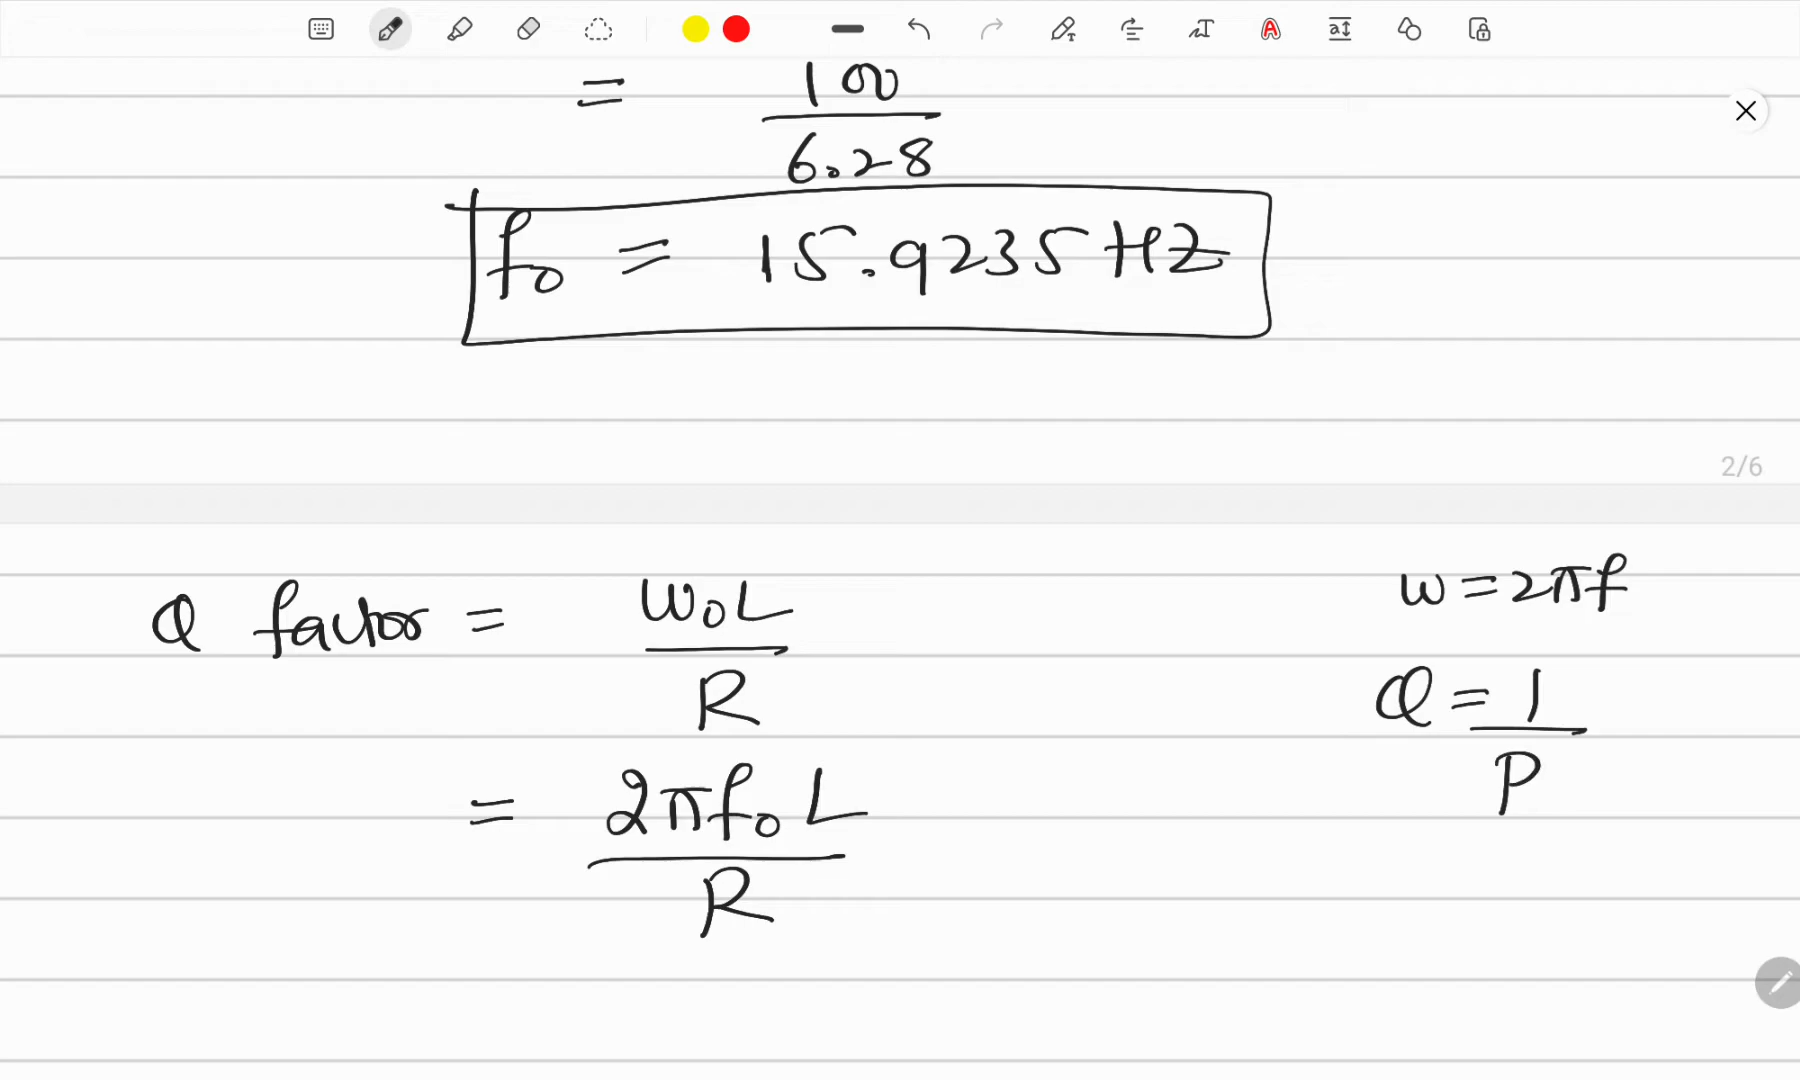 = 100 / 6.28
f₀ = 15.9235 HZ
2/6
Q factor = ω₀L / R
ω = 2πf
Q = 1 / P
= 2πf₀L / R